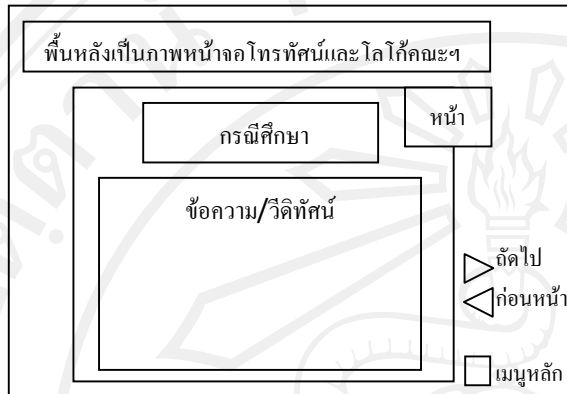 พื้นหลังเป็นภาพหน้าจอโทรทัศน์และโลโก้คณะฯ
หน้า
กรณีศึกษา
ข้อความ/วีดิทัศน์
ถัดไป
ก่อนหน้า
เมนูหลัก